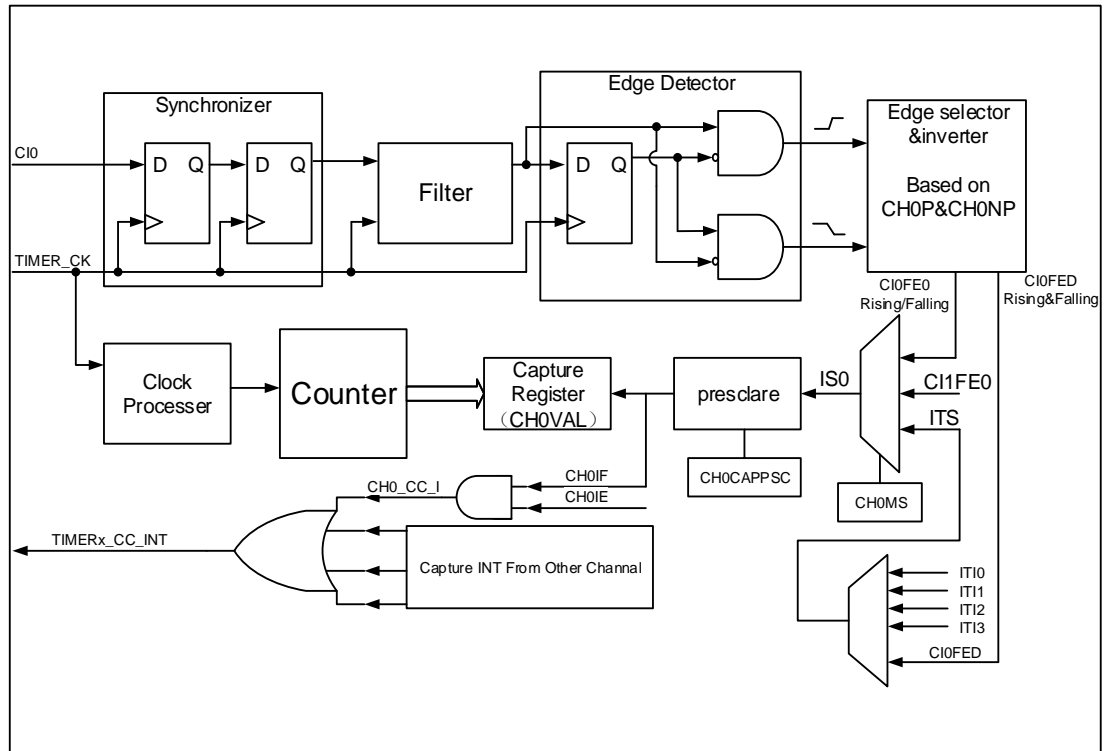 Synchronizer
Edge Detector
CI0
D Q
D Q
Filter
D Q
Edge selector
&inverter
Based on
CH0P&CH0NP
TIMER_CK
CI0FE0
Rising/Falling
CI0FED
Rising&Falling
Clock
Processer
Counter
Capture
Register
（CH0VAL）
presclare
IS0
CI1FE0
ITS
CH0CAPPSC
CH0MS
CH0_CC_I
CH0IF
CH0IE
TIMERx_CC_INT
Capture INT From Other Channel
ITI0
ITI1
ITI2
ITI3
CI0FED